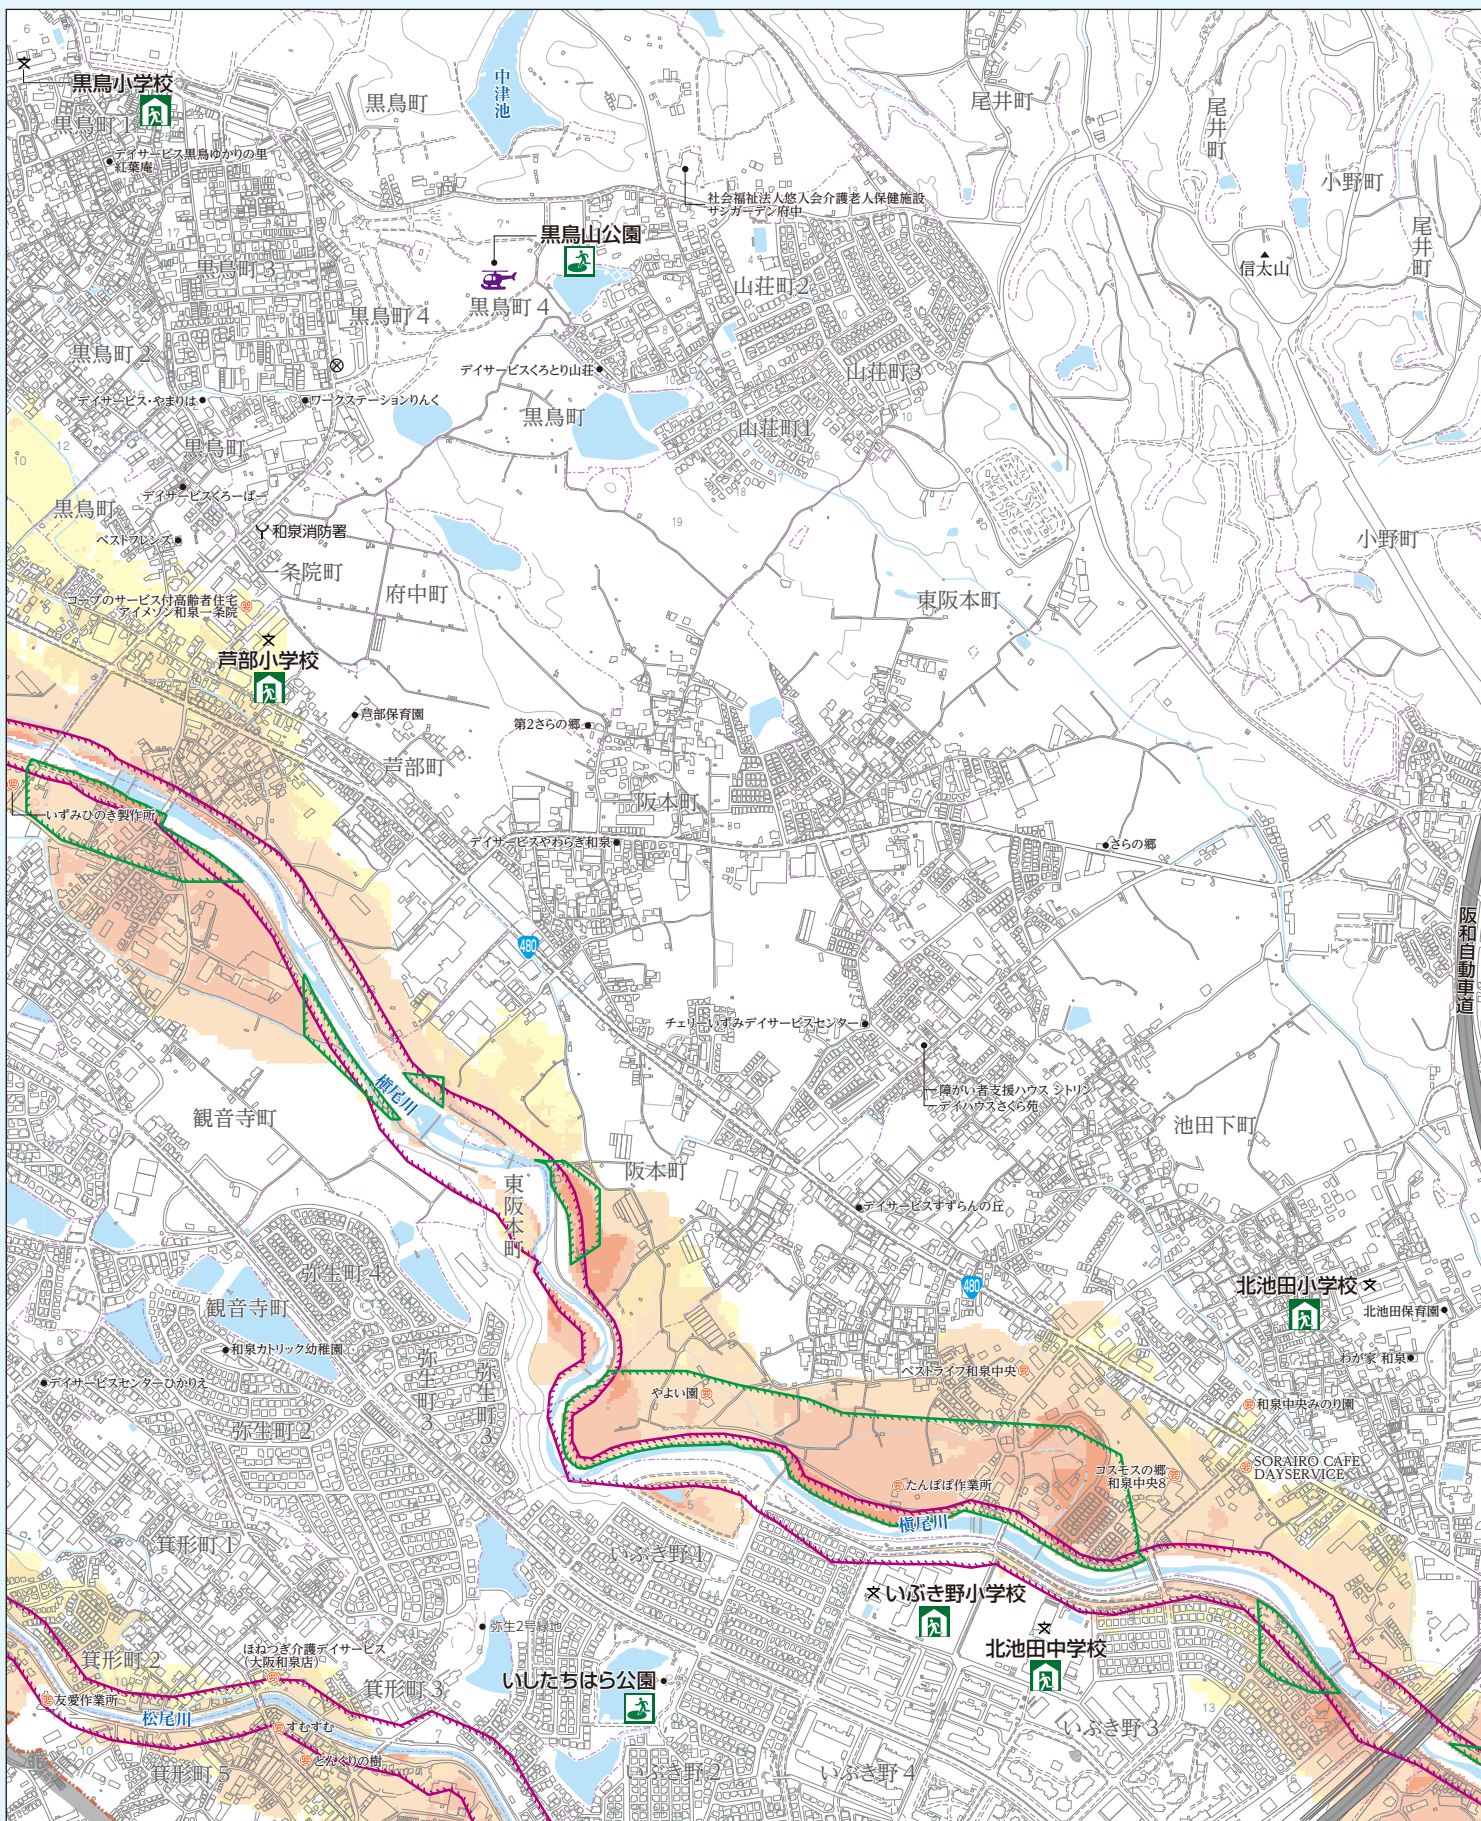 黒鳥小学校
黒鳥町1
デイサービス黒鳥ゆかりの里
紅葉庵
黒鳥町
中津池
尾井町
尾井町
小野町
尾井町
社会福祉法人悠人会介護老人保健施設
サンガーデン府中
黒鳥山公園
信太山
黒鳥町3
黒鳥町4
黒鳥町4
山荘町2
黒鳥町2
デイサービスくろとり山荘
山荘町3
デイサービス・やまりは
ワークステーションりんく
黒鳥町
山荘町1
黒鳥町
黒鳥町
デイサービスくろーばー
ベストフレンズ
和泉消防署
小野町
一条院町
府中町
東阪本町
コープのサービス付高齢者住宅
アイメゾン和泉一条院
芦部小学校
芦部保育園
第2さらの郷
芦部町
阪本町
いずみひのき製作所
デイサービスやわらぎ和泉
さらの郷
480
阪和自動車道
チェリーいずみデイサービスセンター
槇尾川
障がい者支援ハウス シトリン
デイハウスさくら苑
観音寺町
池田下町
阪本町
東阪本町
デイサービスすずらんの丘
弥生町4
480
北池田小学校
観音寺町
北池田保育園
和泉カトリック幼稚園
わが家 和泉
弥生町3
弥生町3
ベストライフ和泉中央
デイサービスセンターひかりえ
やよい園
和泉中央みのり園
弥生町2
SORAIRO CAFE
DAYSERVICE
コスモスの郷
和泉中央8
たんぽぽ作業所
槇尾川
箕形町1
いぶき野1
いぶき野小学校
弥生2号緑地
北池田中学校
ほねつぎ介護デイサービス
(大阪和泉店)
箕形町2
いしたちはら公園
箕形町3
友愛作業所
松尾川
すむすむ
いぶき野3
どんぐりの樹
箕形町5
いぶき野2
いぶき野4